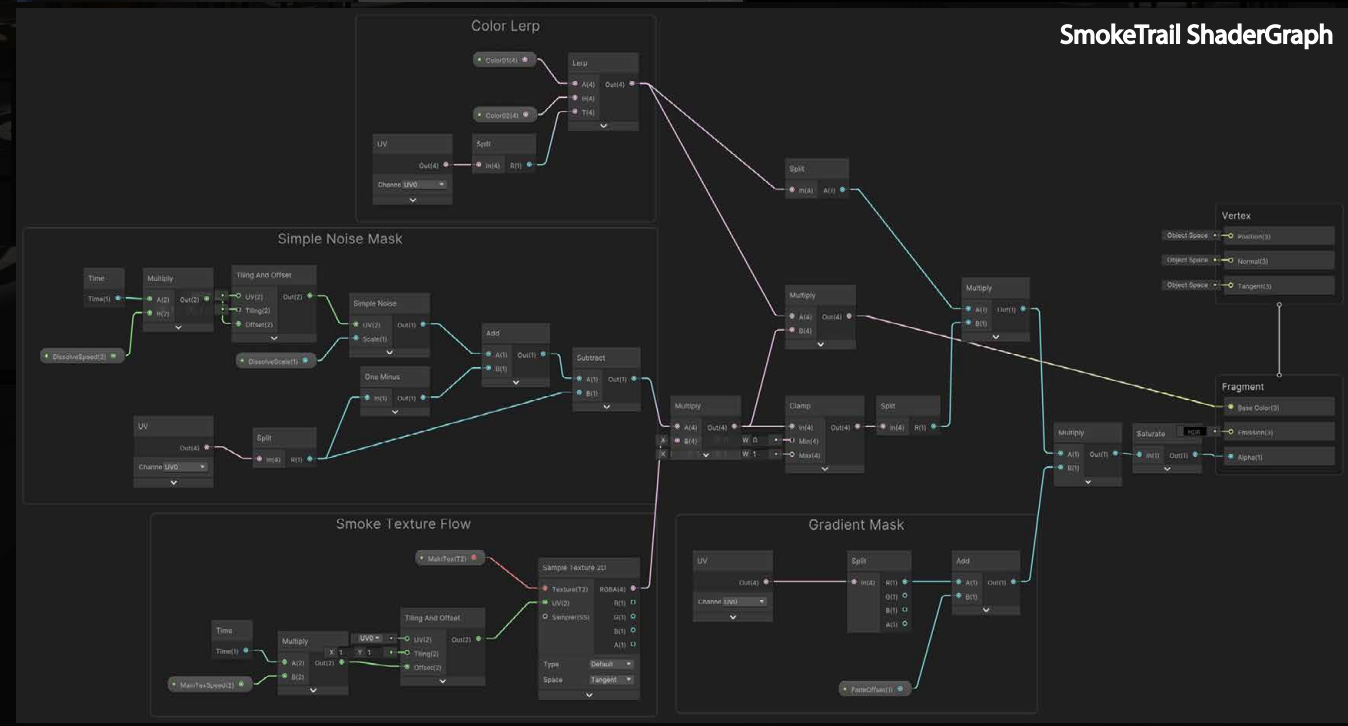 SmokeTrail ShaderGraph
Color Lerp
Color01(4)
Color02(4)
Lerp
A(4) Out(4)
B(4)
T(4)
UV
Out(4)
Channe UV0
Split
In(4) R(1)
Split
In(4) A(1)
Simple Noise Mask
Time
Time(1)
Multiply
A(2) Out(2)
B(2)
DissolveSpeed(2)
Tiling And Offset
UV(2) Out(2)
Tiling(2)
Offset(2)
DissolveScale(1)
Simple Noise
UV(2) Out(1)
Scale(1)
One Minus
In(1) Out(1)
Add
A(1) Out(1)
B(1)
Subtract
A(1) Out(1)
B(1)
UV
Out(4)
Channe UV0
Split
In(4) R(1)
Multiply
A(4) Out(4)
B(4)
X
X
W 0
W 1
Multiply
A(4) Out(4)
B(4)
Clamp
In(4) Out(4)
Min(4)
Max(4)
Split
In(4) R(1)
Multiply
A(1) Out(1)
B(1)
Smoke Texture Flow
MainTex(T2)
Time
Time(1)
Multiply
A(2) Out(2)
B(2)
MainTexSpeed(2)
UV0
X 1 Y 1
Tiling And Offset
UV(2) Out(2)
Tiling(2)
Offset(2)
Sample Texture 2D
Texture(T2) RGBA(4)
UV(2) R(1)
Sampler(SS) G(1)
B(1)
A(1)
Type Default
Space Tangent
Gradient Mask
UV
Out(4)
Channe UV0
Split
In(4) R(1)
G(1)
B(1)
A(1)
Add
A(1) Out(1)
B(1)
FadeOffset(1)
Multiply
A(1) Out(1)
B(1)
Saturate
In(1) Out(1)
HDR
Vertex
Object Space Position(3)
Object Space Normal(3)
Object Space Tangent(3)
Fragment
Base Color(3)
Emission(3)
Alpha(1)